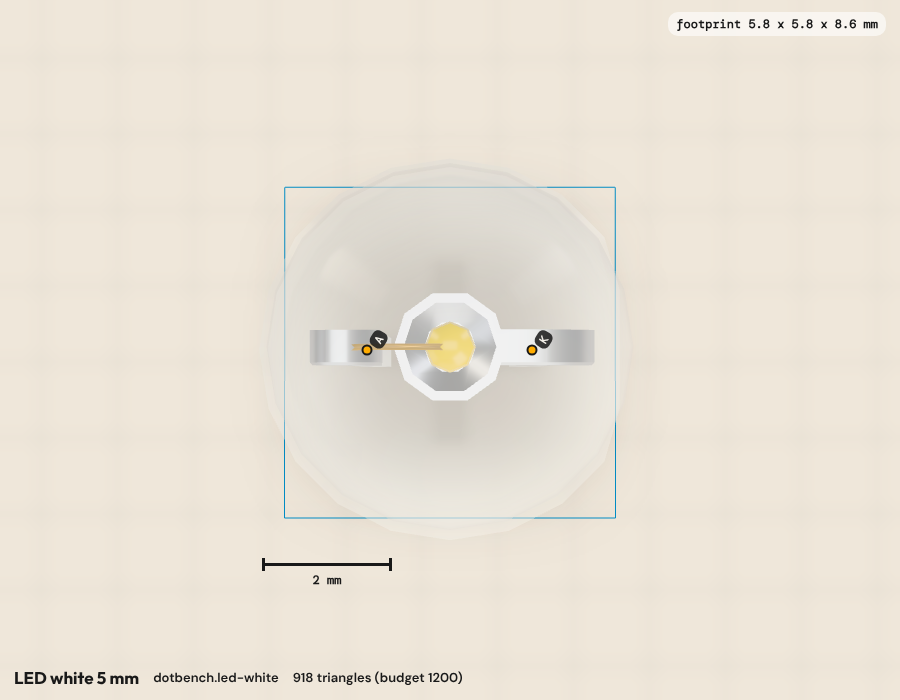 footprint 5.8 x 5.8 x 8.6 mm
A K
2 mm
LED white 5 mm dotbench.led-white 918 triangles (budget 1200)